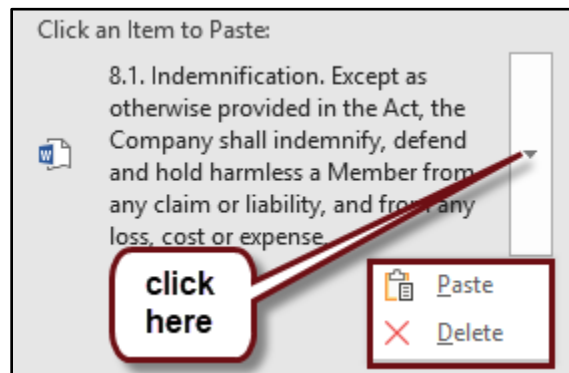 Click an Item to Paste:
8.1. Indemnification. Except as
otherwise provided in the Act, the
Company shall indemnify, defend
and hold harmless a Member from
any claim or liability, and from any
loss, cost or expense.
click
here
Paste
Delete